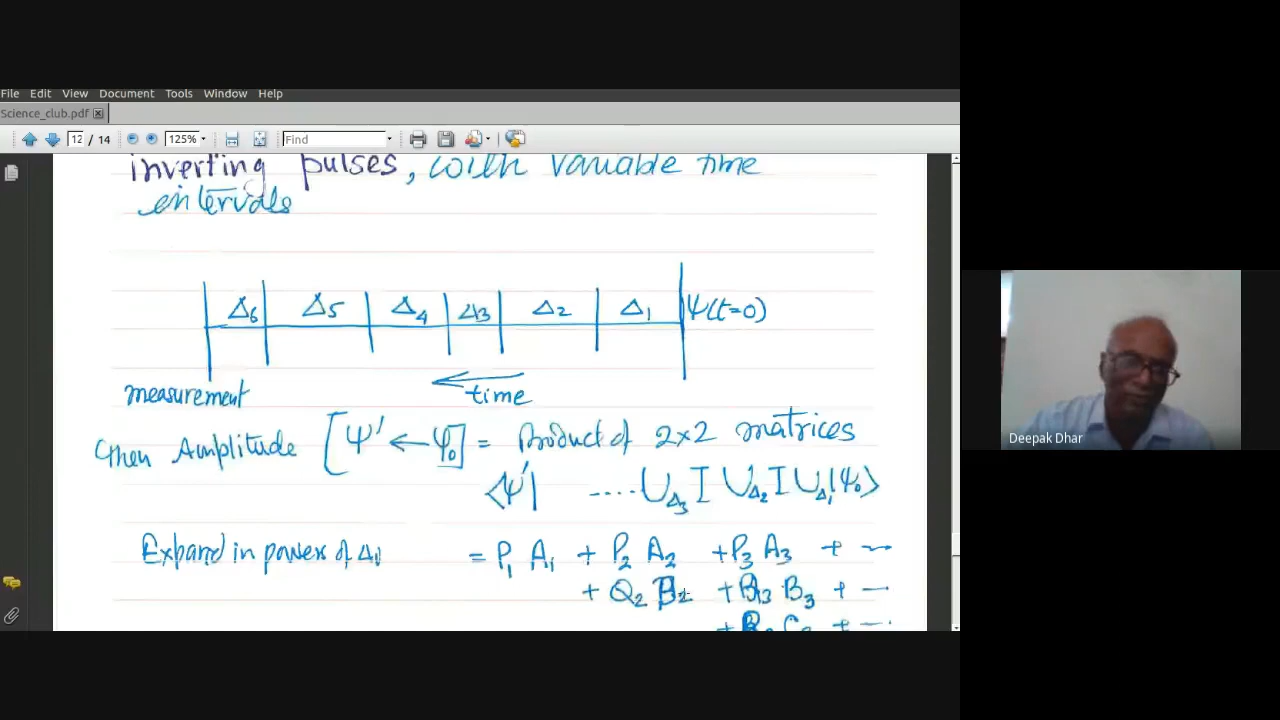 File Edit View Document Tools Window Help
Science_club.pdf
12 / 14 125% Find
inverting pulses, with variable time
intervals
Δ6 Δ5 Δ4 Δ3 Δ2 Δ1 Ψ(t=0)
measurement ← time
then Amplitude [Ψ' ← Ψ0] = Product of 2×2 matrices
⟨Ψ'| .... U_Δ3 I U_Δ2 I U_Δ1 |Ψ0⟩
Expand in power of Δi = P1 A1 + P2 A2 + P3 A3 + --
+ Q2 B2 + B3 + --
Deepak Dhar